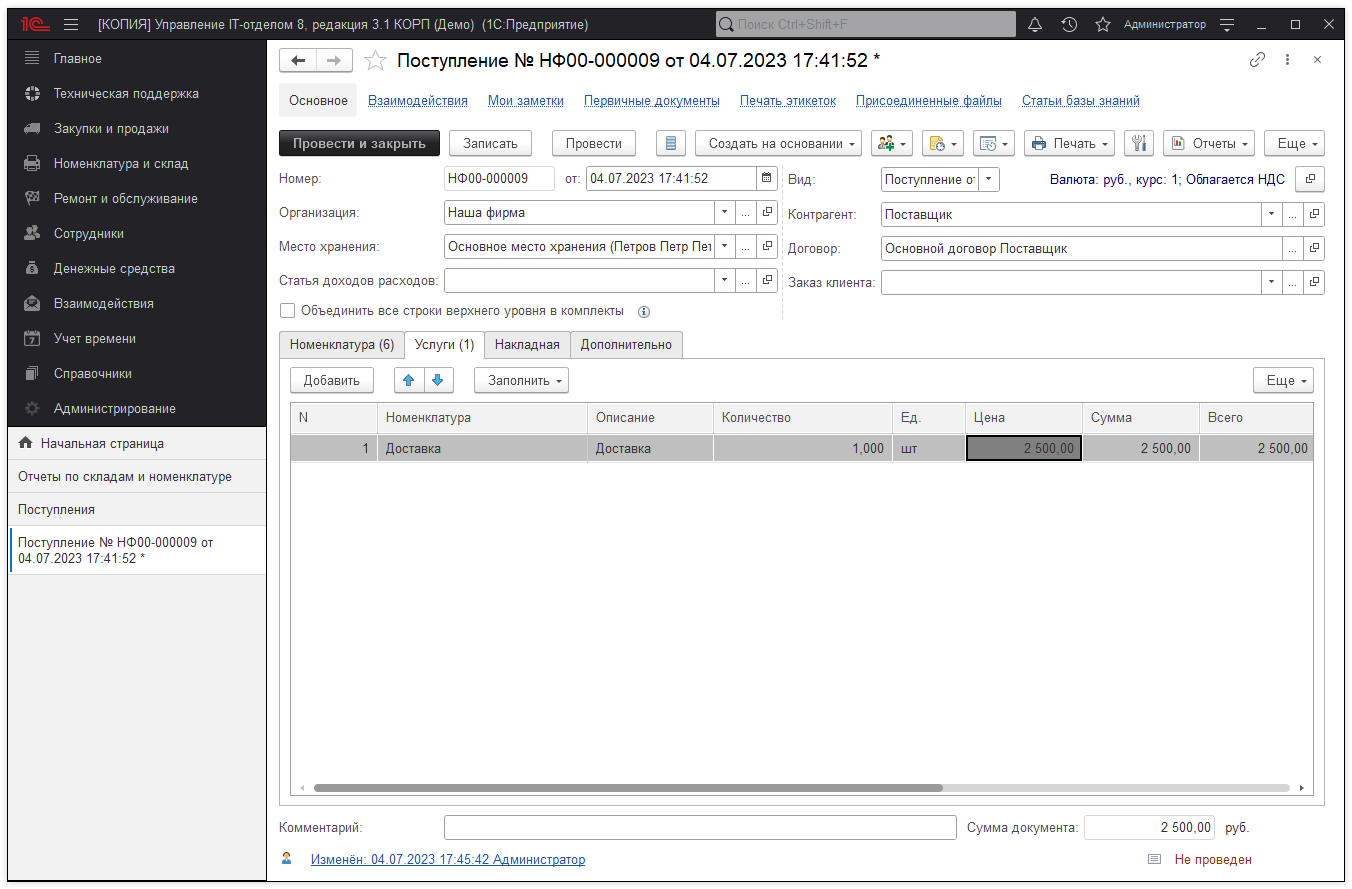 1С [КОПИЯ] Управление IT-отделом 8, редакция 3.1 КОРП (Демо) (1С:Предприятие) Поиск Ctrl+Shift+F Администратор
Главное
Техническая поддержка
Закупки и продажи
Номенклатура и склад
Ремонт и обслуживание
Сотрудники
Денежные средства
Взаимодействия
7 Учет времени
Справочники
Администрирование
Начальная страница
Отчеты по складам и номенклатуре
Поступления
Поступление № НФ00-000009 от
04.07.2023 17:41:52 *
Поступление № НФ00-000009 от 04.07.2023 17:41:52 *
Основное Взаимодействия Мои заметки Первичные документы Печать этикеток Присоединенные файлы Статьи базы знаний
Провести и закрыть Записать Провести Создать на основании Печать Отчеты Еще
Номер: НФ00-000009 от: 04.07.2023 17:41:52 Вид: Поступление от Валюта: руб., курс: 1; Облагается НДС
Организация: Наша фирма ... Контрагент: Поставщик ...
Место хранения: Основное место хранения (Петров Петр Пет ... Договор: Основной договор Поставщик ...
Статья доходов расходов: ... Заказ клиента: ...
Объединить все строки верхнего уровня в комплекты i
Номенклатура (6) Услуги (1) Накладная Дополнительно
Добавить Заполнить Еще
N Номенклатура Описание Количество Ед. Цена Сумма Всего
1 Доставка Доставка 1,000 шт 2 500,00 2 500,00 2 500,00
Комментарий: Сумма документа: 2 500,00 руб.
Изменён: 04.07.2023 17:45:42 Администратор Не проведен